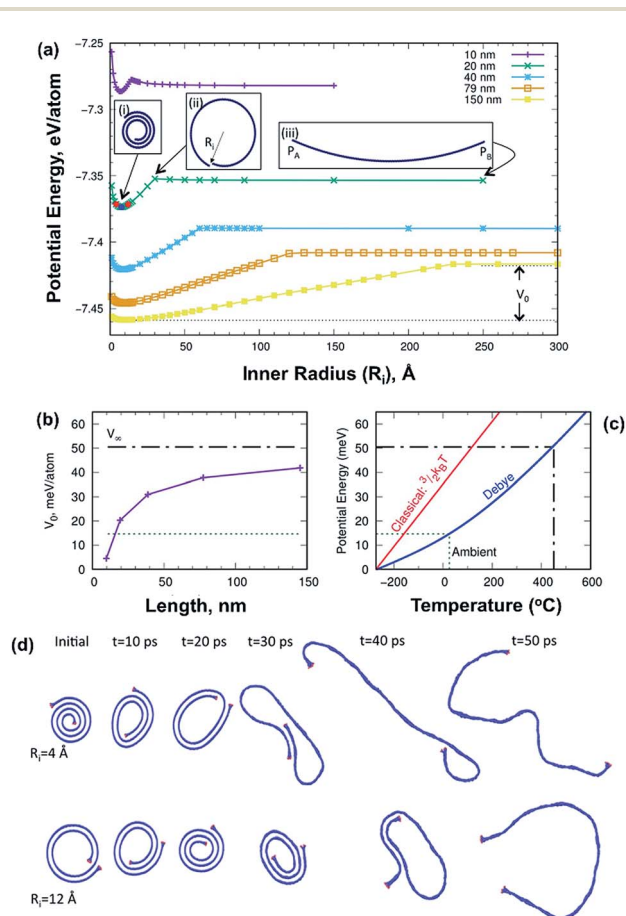 (a)
Potential Energy, eV/atom
-7.25
-7.3
-7.35
-7.4
-7.45
10 nm
20 nm
40 nm
79 nm
150 nm
(i)
(ii)
Ri
(iii)
PA PB
V0
0 50 100 150 200 250 300
Inner Radius (Ri), Å
(b)
V0, meV/atom
60
50
40
30
20
10
0
V∞
0 50 100 150
Length, nm
(c)
Potential Energy (meV)
60
50
40
30
20
10
0
Classical: 3/2kBT
Debye
Ambient
-200 0 200 400 600
Temperature (oC)
(d)
Initial t=10 ps t=20 ps t=30 ps t=40 ps t=50 ps
Ri=4 Å
Ri=12 Å